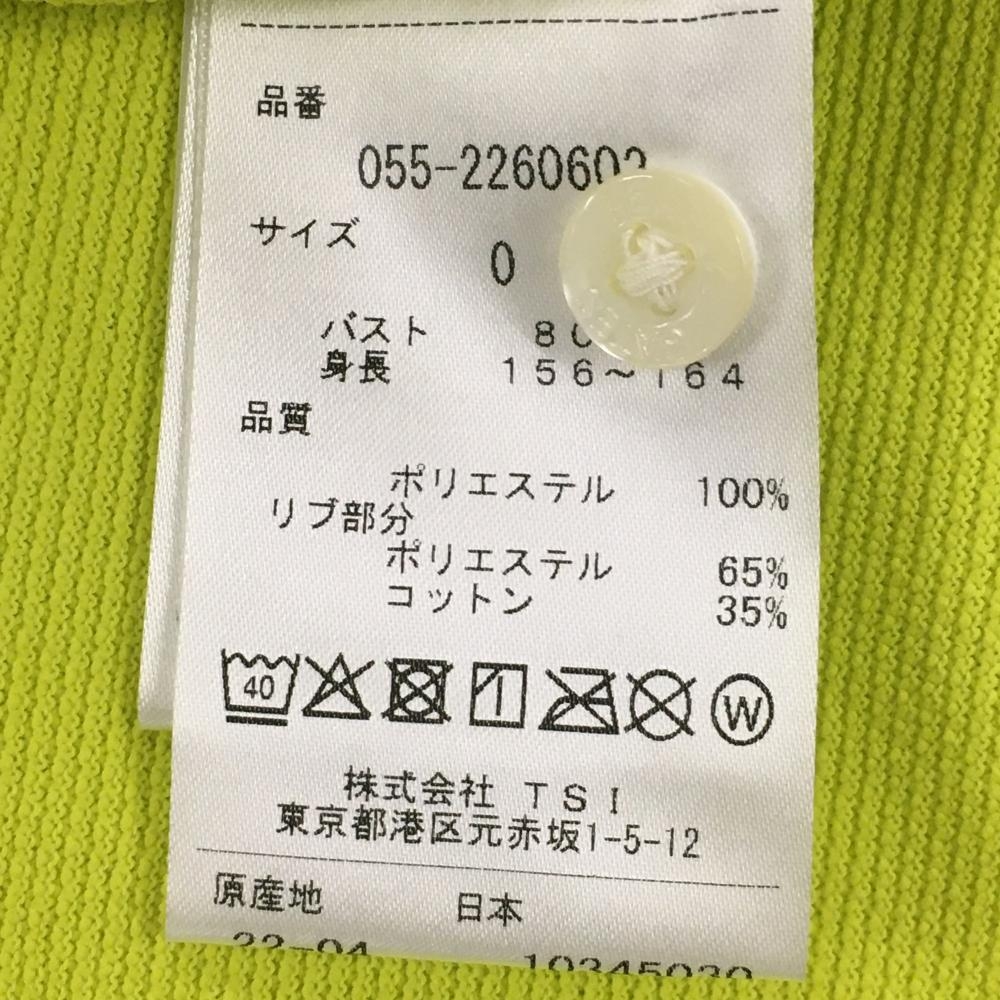 品番
055-2260602
サイズ
0
バスト 80
身長 156~164
品質
ポリエステル 100%
リブ部分
ポリエステル 65%
コットン 35%
40
W
株式会社 TSI
東京都港区元赤坂1-5-12
原産地 日本